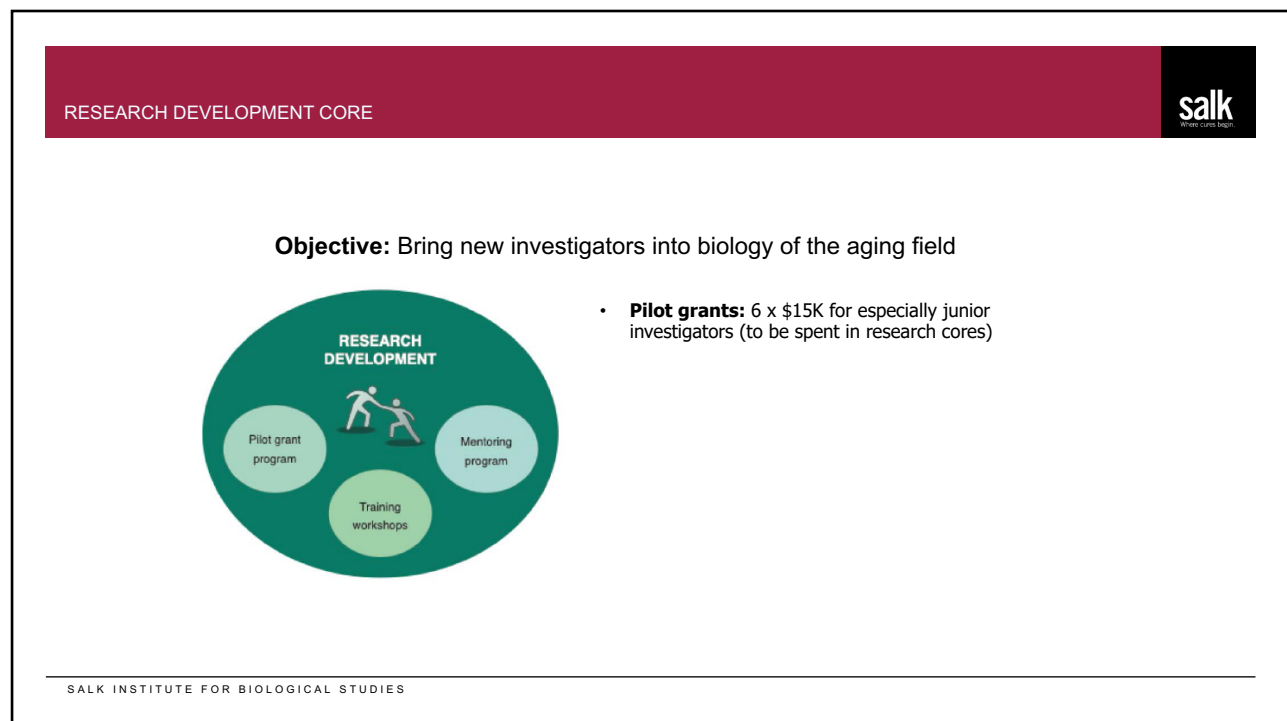 RESEARCH DEVELOPMENT CORE
salk
Where cures begin.
Objective: Bring new investigators into biology of the aging field
RESEARCH
DEVELOPMENT
Pilot grant
program
Mentoring
program
Training
workshops
• Pilot grants: 6 x $15K for especially junior
investigators (to be spent in research cores)
SALK INSTITUTE FOR BIOLOGICAL STUDIES